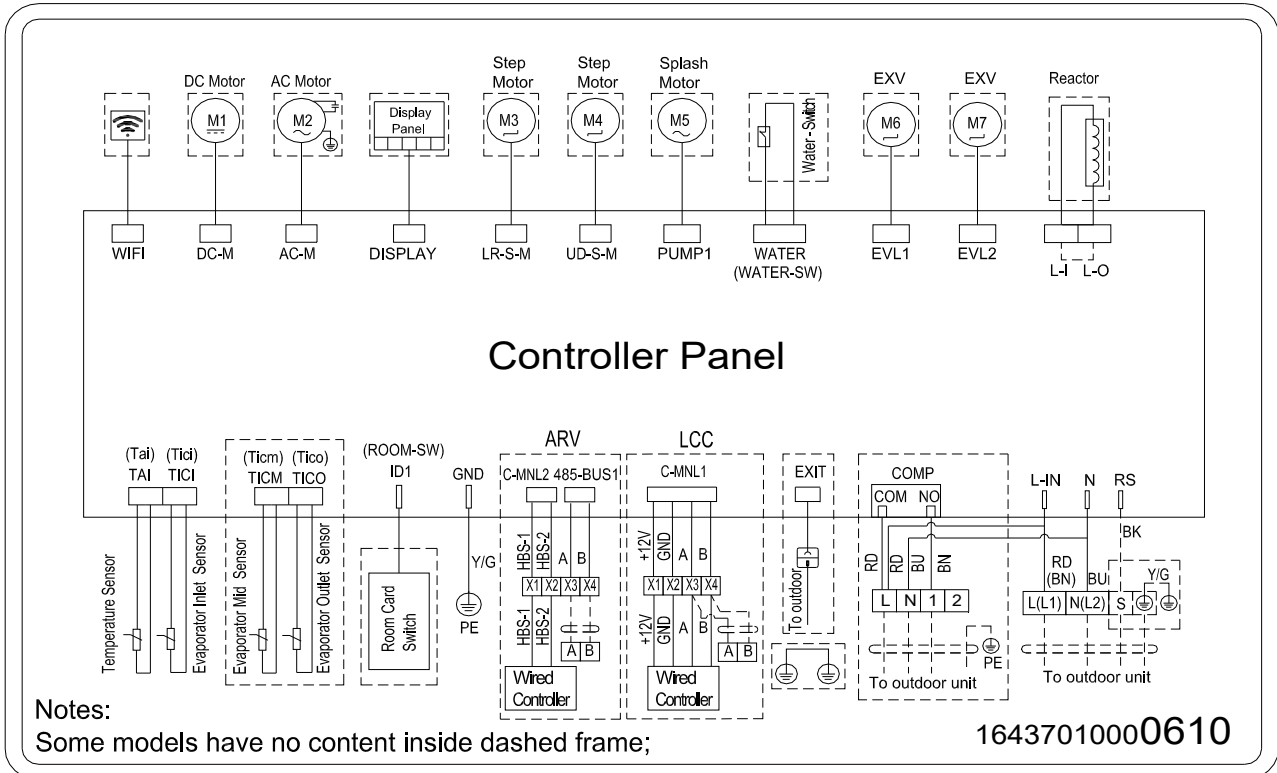 Step
Motor
Step
Motor
Splash
Motor
EXV
EXV
Reactor
DC Motor
AC Motor
M1
M2
Display
Panel
M3
M4
M5
Water-Switch
M6
M7
WIFI
DC-M
AC-M
DISPLAY
LR-S-M
UD-S-M
PUMP1
WATER
(WATER-SW)
EVL1
EVL2
L-I
L-O
Controller Panel
(Tai)
TAI
(Tici)
TICI
Temperature Sensor
Evaporator Inlet Sensor
(Ticm)
TICM
(Tico)
TICO
Evaporator Mid Sensor
Evaporator Outlet Sensor
(ROOM-SW)
ID1
Room Card
Switch
GND
Y/G
PE
ARV
C-MNL2 485-BUS1
HBS-1
HBS-2
A
B
X1
X2
X3
X4
HBS-1
HBS-2
A
B
Wired
Controller
LCC
C-MNL1
+12V
GND
A
B
X1
X2
X3
X4
+12V
GND
A
B
A
B
Wired
Controller
EXIT
To outdoor
COMP
COM
NO
RD
RD
BU
BN
L
N
1
2
PE
To outdoor unit
L-IN
N
RS
BK
RD
(BN)
BU
Y/G
L(L1)
N(L2)
S
To outdoor unit
Notes:
Some models have no content inside dashed frame;
16437010000610